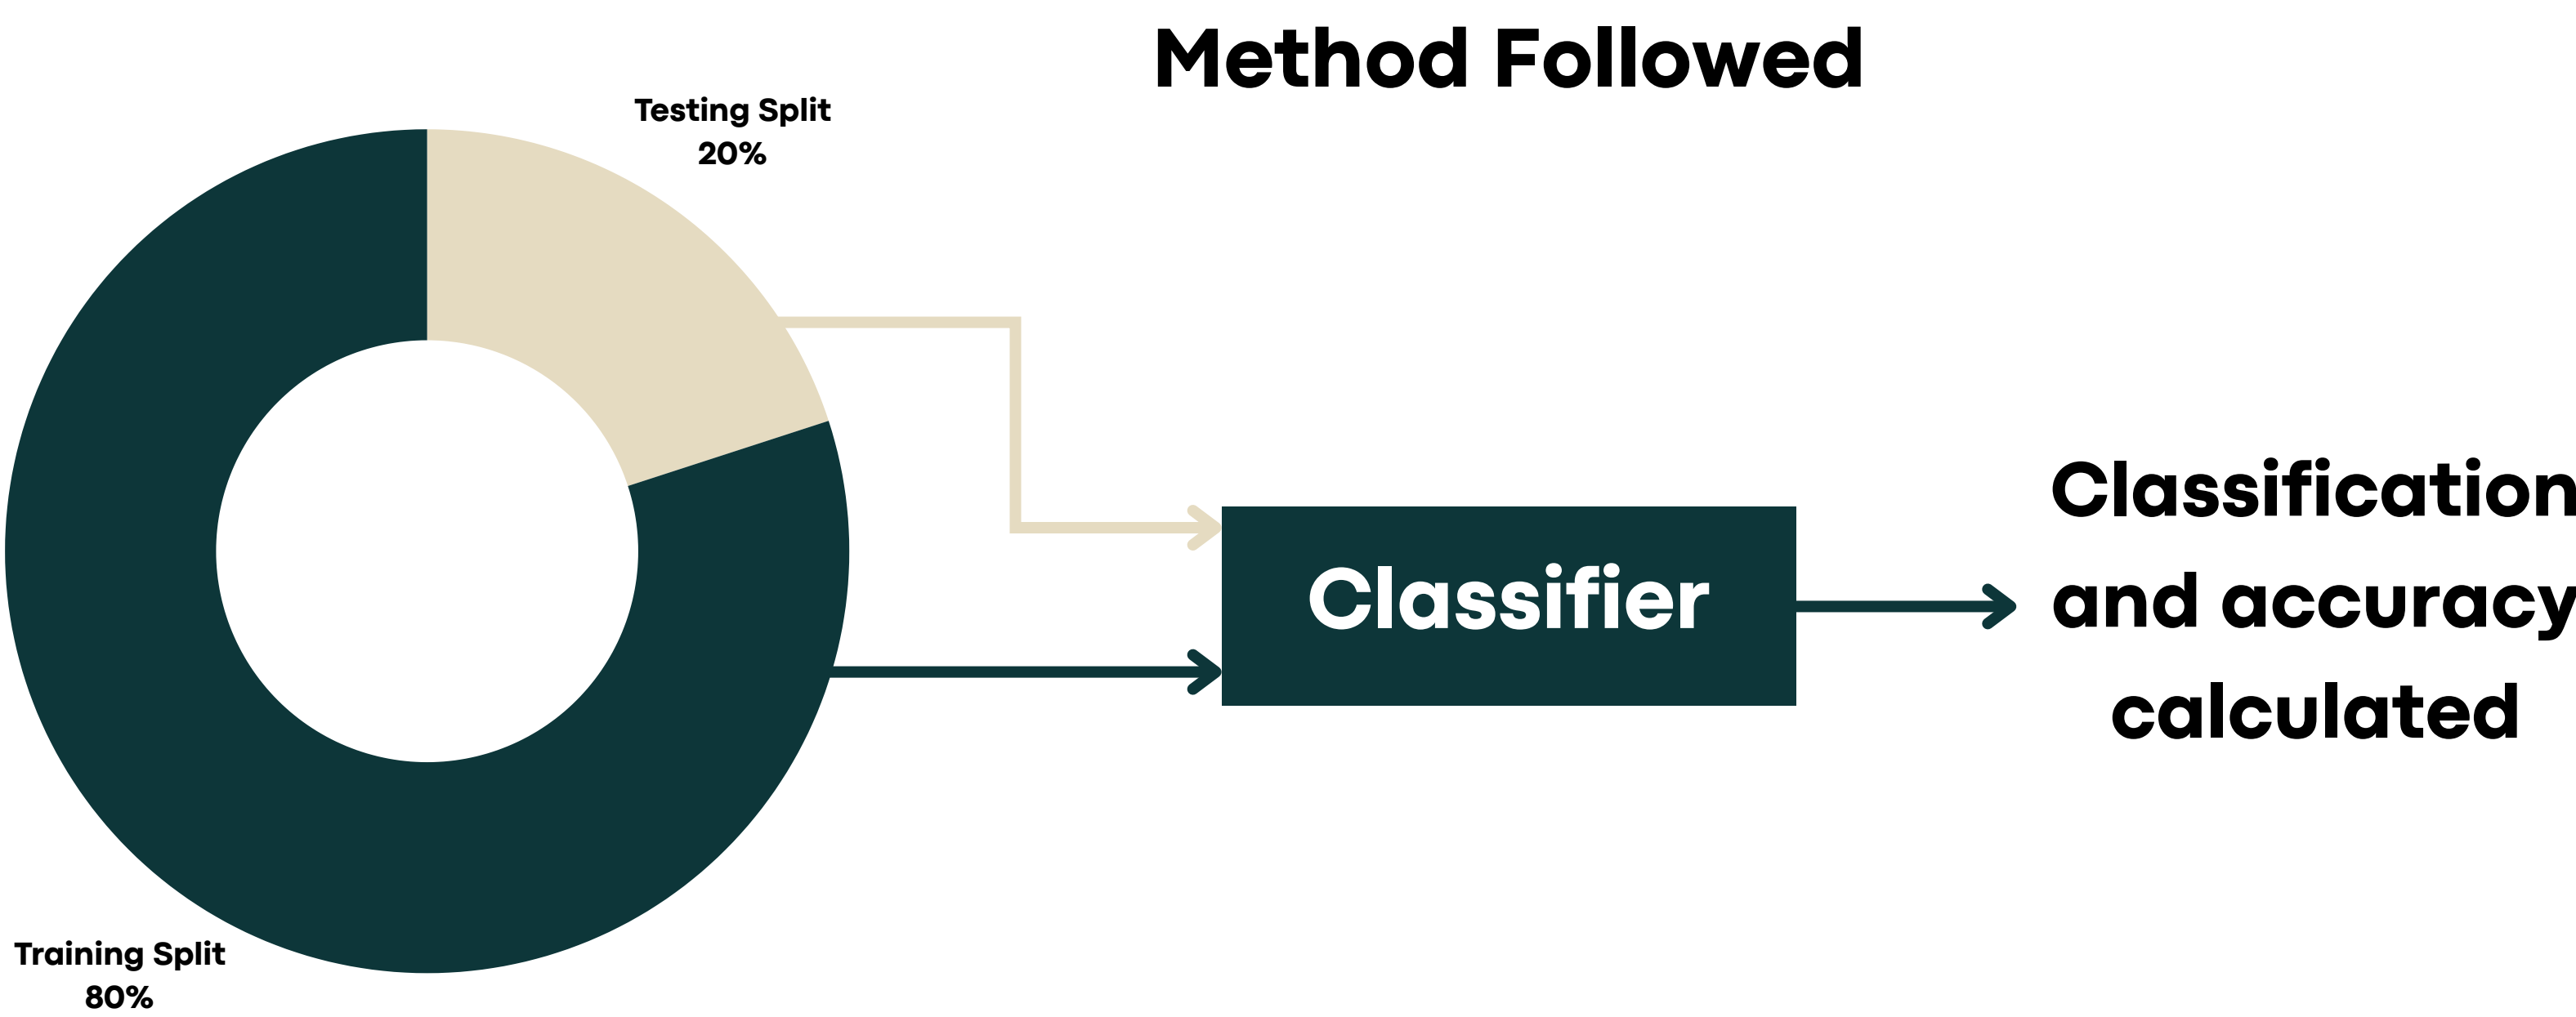 Method Followed
Testing Split
20%
Classifier
Classification
and accuracy
calculated
Training Split
80%